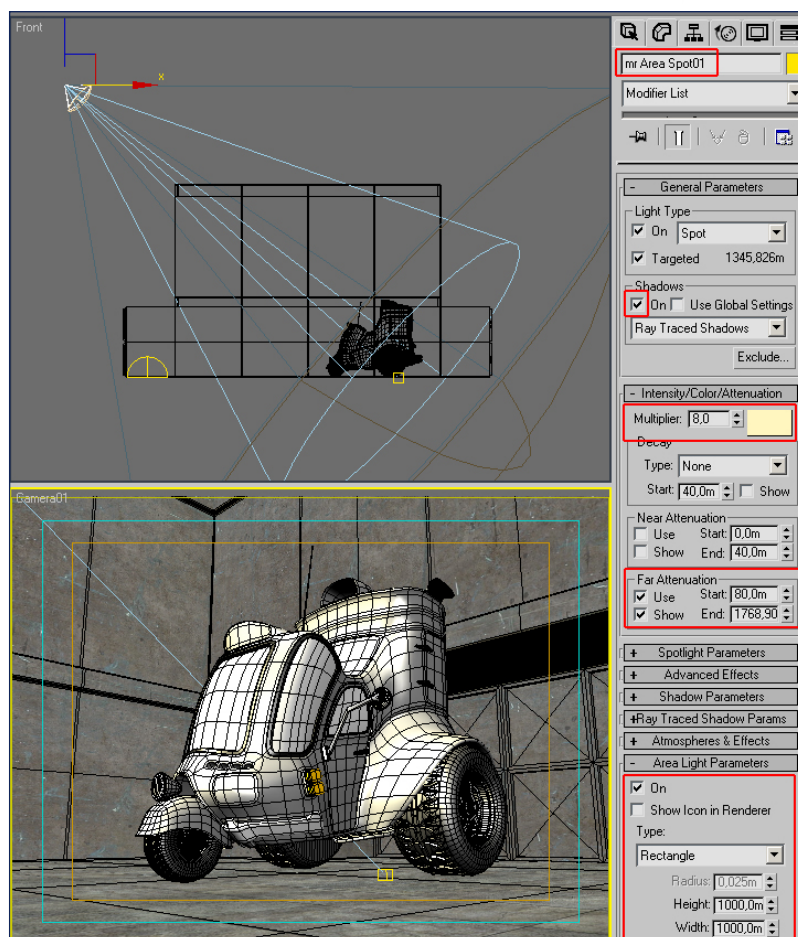 Front
x
mr Area Spot01
Modifier List
- General Parameters
Light Type
On Spot
Targeted 1345,826m
Shadows
On Use Global Settings
Ray Traced Shadows
Exclude...
- Intensity/Color/Attenuation
Multiplier: 8,0
Decay
Type: None
Start: 40,0m Show
Near Attenuation
Use Start: 0,0m
Show End: 40,0m
Far Attenuation
Use Start: 80,0m
Show End: 1768,90
+ Spotlight Parameters
+ Advanced Effects
+ Shadow Parameters
+Ray Traced Shadow Params
+ Atmospheres & Effects
- Area Light Parameters
On
Show Icon in Renderer
Type:
Rectangle
Radius: 0,025m
Height: 1000,0m
Width: 1000,0m
Camera01